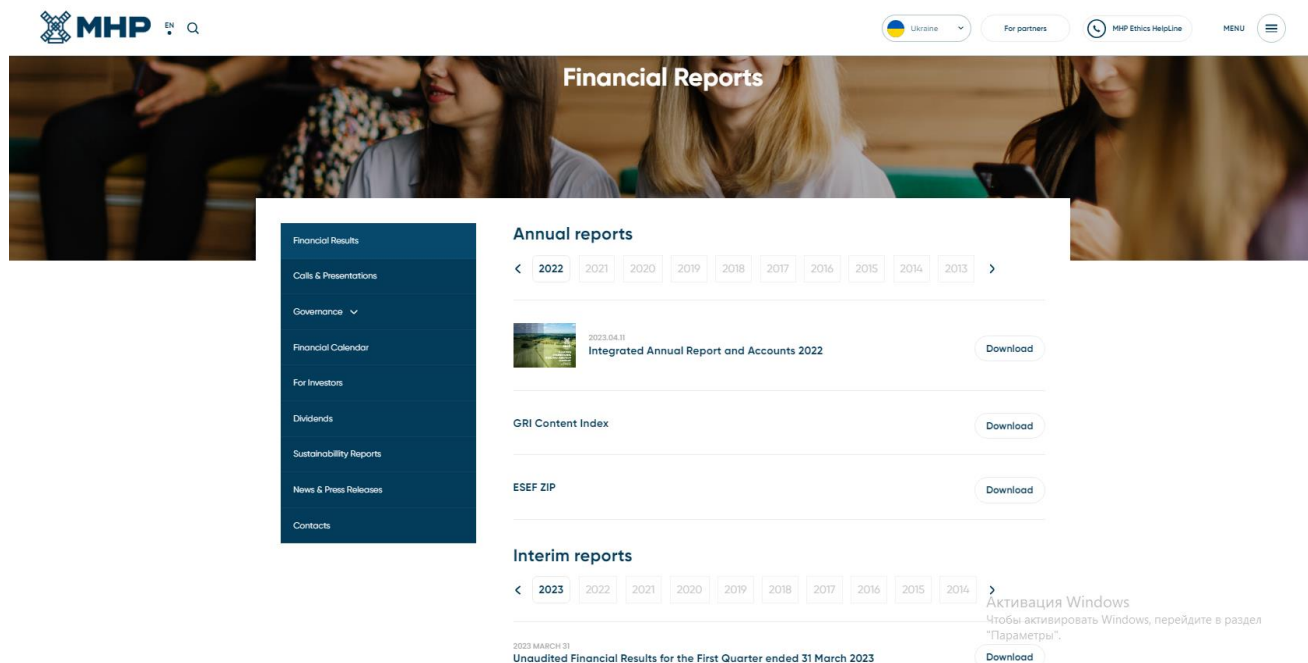 MHP
EN
Ukraine
For partners
MHP Ethics HelpLine
MENU
Financial Reports
Financial Results
Calls & Presentations
Governance
Financial Calendar
For Investors
Dividends
Sustainabillity Reports
News & Press Releases
Contacts
Annual reports
2022 2021 2020 2019 2018 2017 2016 2015 2014 2013
2023.04.11
Integrated Annual Report and Accounts 2022
Download
GRI Content Index
Download
ESEF ZIP
Download
Interim reports
2023 2022 2021 2020 2019 2018 2017 2016 2015 2014
Активация Windows
Чтобы активировать Windows, перейдите в раздел
"Параметры".
2023 MARCH 31
Unaudited Financial Results for the First Quarter ended 31 March 2023
Download